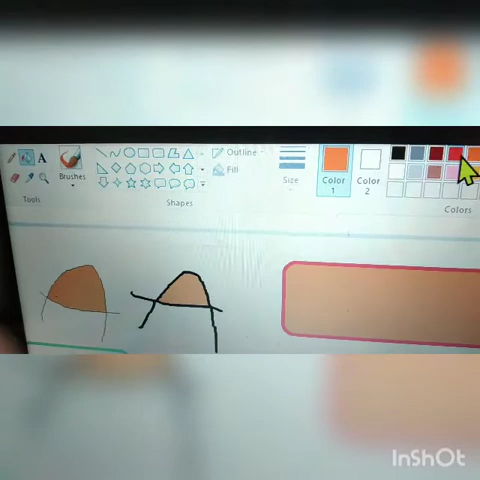 A
Outline
Fill
Brushes
Size
Color
1
Color
2
Tools
Shapes
Colors
A
InShOt